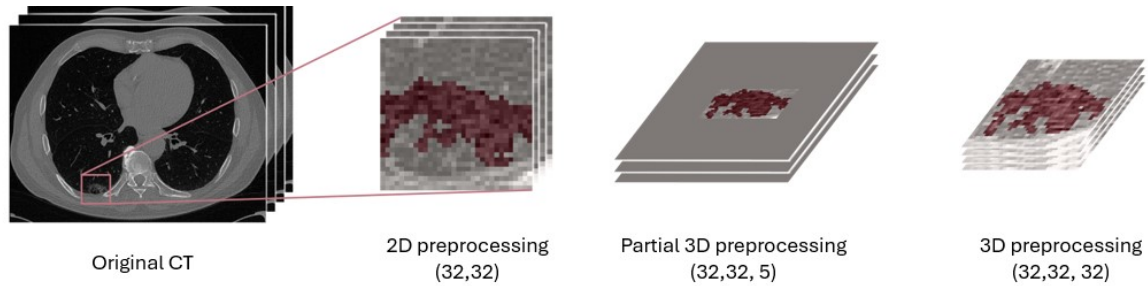 Original CT
2D preprocessing
(32,32)
Partial 3D preprocessing
(32,32, 5)
3D preprocessing
(32,32, 32)